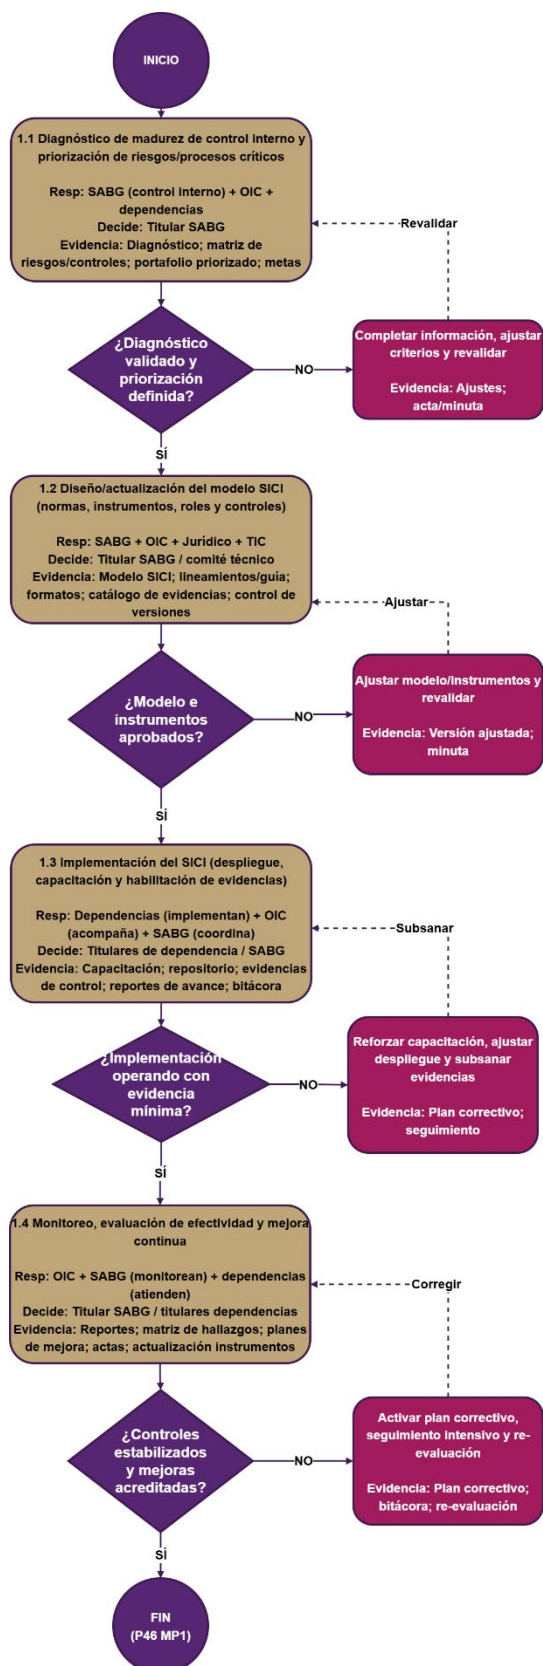 INICIO
1.1 Diagnóstico de madurez de control interno y
priorización de riesgos/procesos críticos
Resp: SABG (control interno) + OIC +
dependencias
Decide: Titular SABG
Evidencia: Diagnóstico; matriz de
riesgos/controles; portafolio priorizado; metas
Revalidar
¿Diagnóstico
validado y
priorización
definida?
NO
Completar información, ajustar
criterios y revalidar
Evidencia: Ajustes;
acta/minuta
SÍ
1.2 Diseño/actualización del modelo SICI
(normas, instrumentos, roles y controles)
Resp: SABG + OIC + Jurídico + TIC
Decide: Titular SABG / comité técnico
Evidencia: Modelo SICI; lineamientos/guía;
formatos; catálogo de evidencias; control de
versiones
Ajustar
¿Modelo e
instrumentos
aprobados?
NO
Ajustar modelo/instrumentos y
revalidar
Evidencia: Versión ajustada;
minuta
SÍ
1.3 Implementación del SICI (despliegue,
capacitación y habilitación de evidencias)
Resp: Dependencias (implementan) + OIC
(acompaña) + SABG (coordina)
Decide: Titulares de dependencia / SABG
Evidencia: Capacitación; repositorio; evidencias
de control; reportes de avance; bitácora
Subsanar
¿Implementación
operando con
evidencia
mínima?
NO
Reforzar capacitación, ajustar
despliegue y subsanar
evidencias
Evidencia: Plan correctivo;
seguimiento
SÍ
1.4 Monitoreo, evaluación de efectividad y mejora
continua
Resp: OIC + SABG (monitorean) + dependencias
(atienden)
Decide: Titular SABG / titulares dependencias
Evidencia: Reportes; matriz de hallazgos; planes
de mejora; actas; actualización instrumentos
Corregir
¿Controles
estabilizados
y mejoras
acreditadas?
NO
Activar plan correctivo,
seguimiento intensivo y re-
evaluación
Evidencia: Plan correctivo;
bitácora; re-evaluación
SÍ
FIN
(P46 MP1)